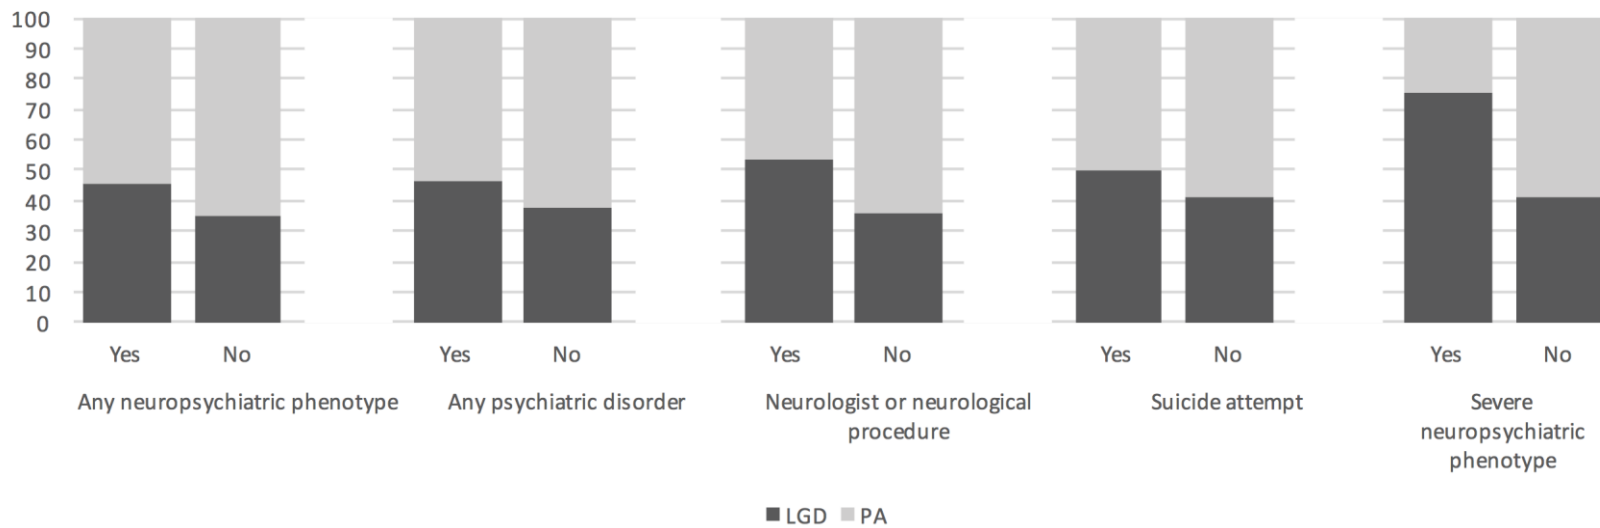 100
90
80
70
60
50
40
30
20
10
0
Yes No Yes No Yes No Yes No Yes No
Any neuropsychiatric phenotype Any psychiatric disorder Neurologist or neurological Suicide attempt Severe
procedure neuropsychiatric
phenotype
LGD PA